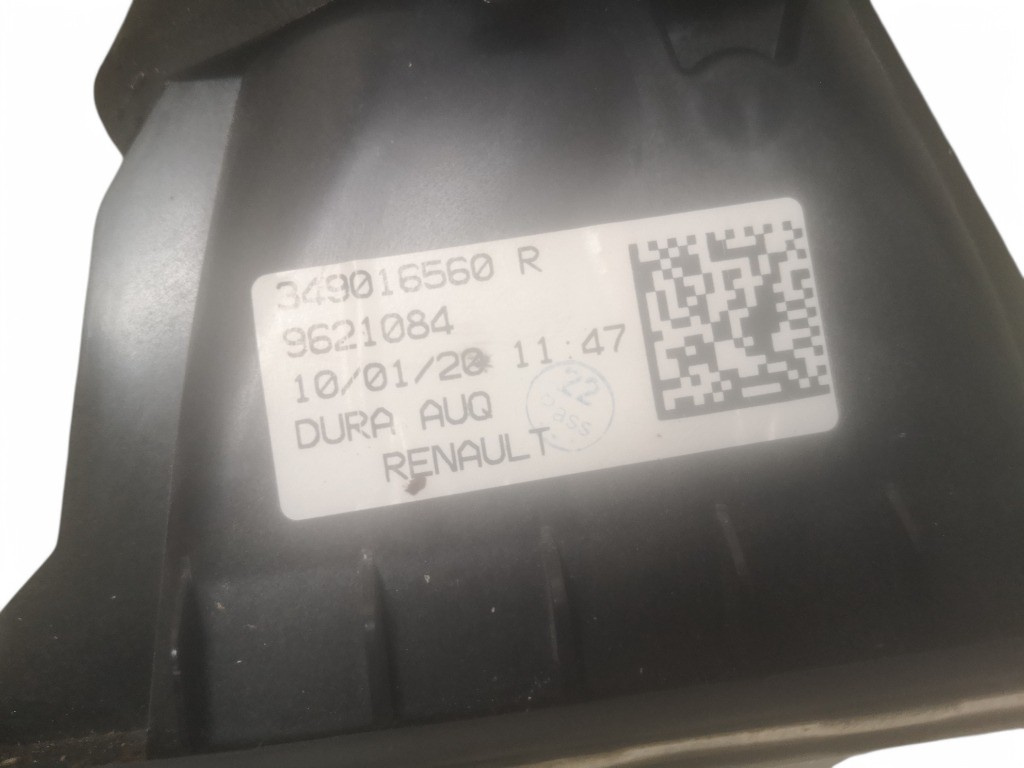 349016560 R
9621084
10/01/20 11:47
DURA AUQ
RENAULT
22
Pass